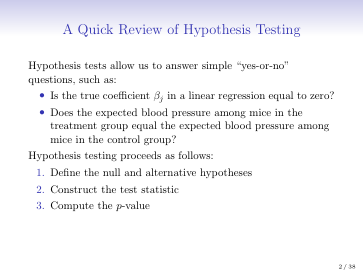 A Quick Review of Hypothesis Testing
Hypothesis tests allow us to answer simple “yes-or-no”
questions, such as:
• Is the true coefficient βj in a linear regression equal to zero?
• Does the expected blood pressure among mice in the
treatment group equal the expected blood pressure among
mice in the control group?
Hypothesis testing proceeds as follows:
1. Define the null and alternative hypotheses
2. Construct the test statistic
3. Compute the p-value
2 / 38